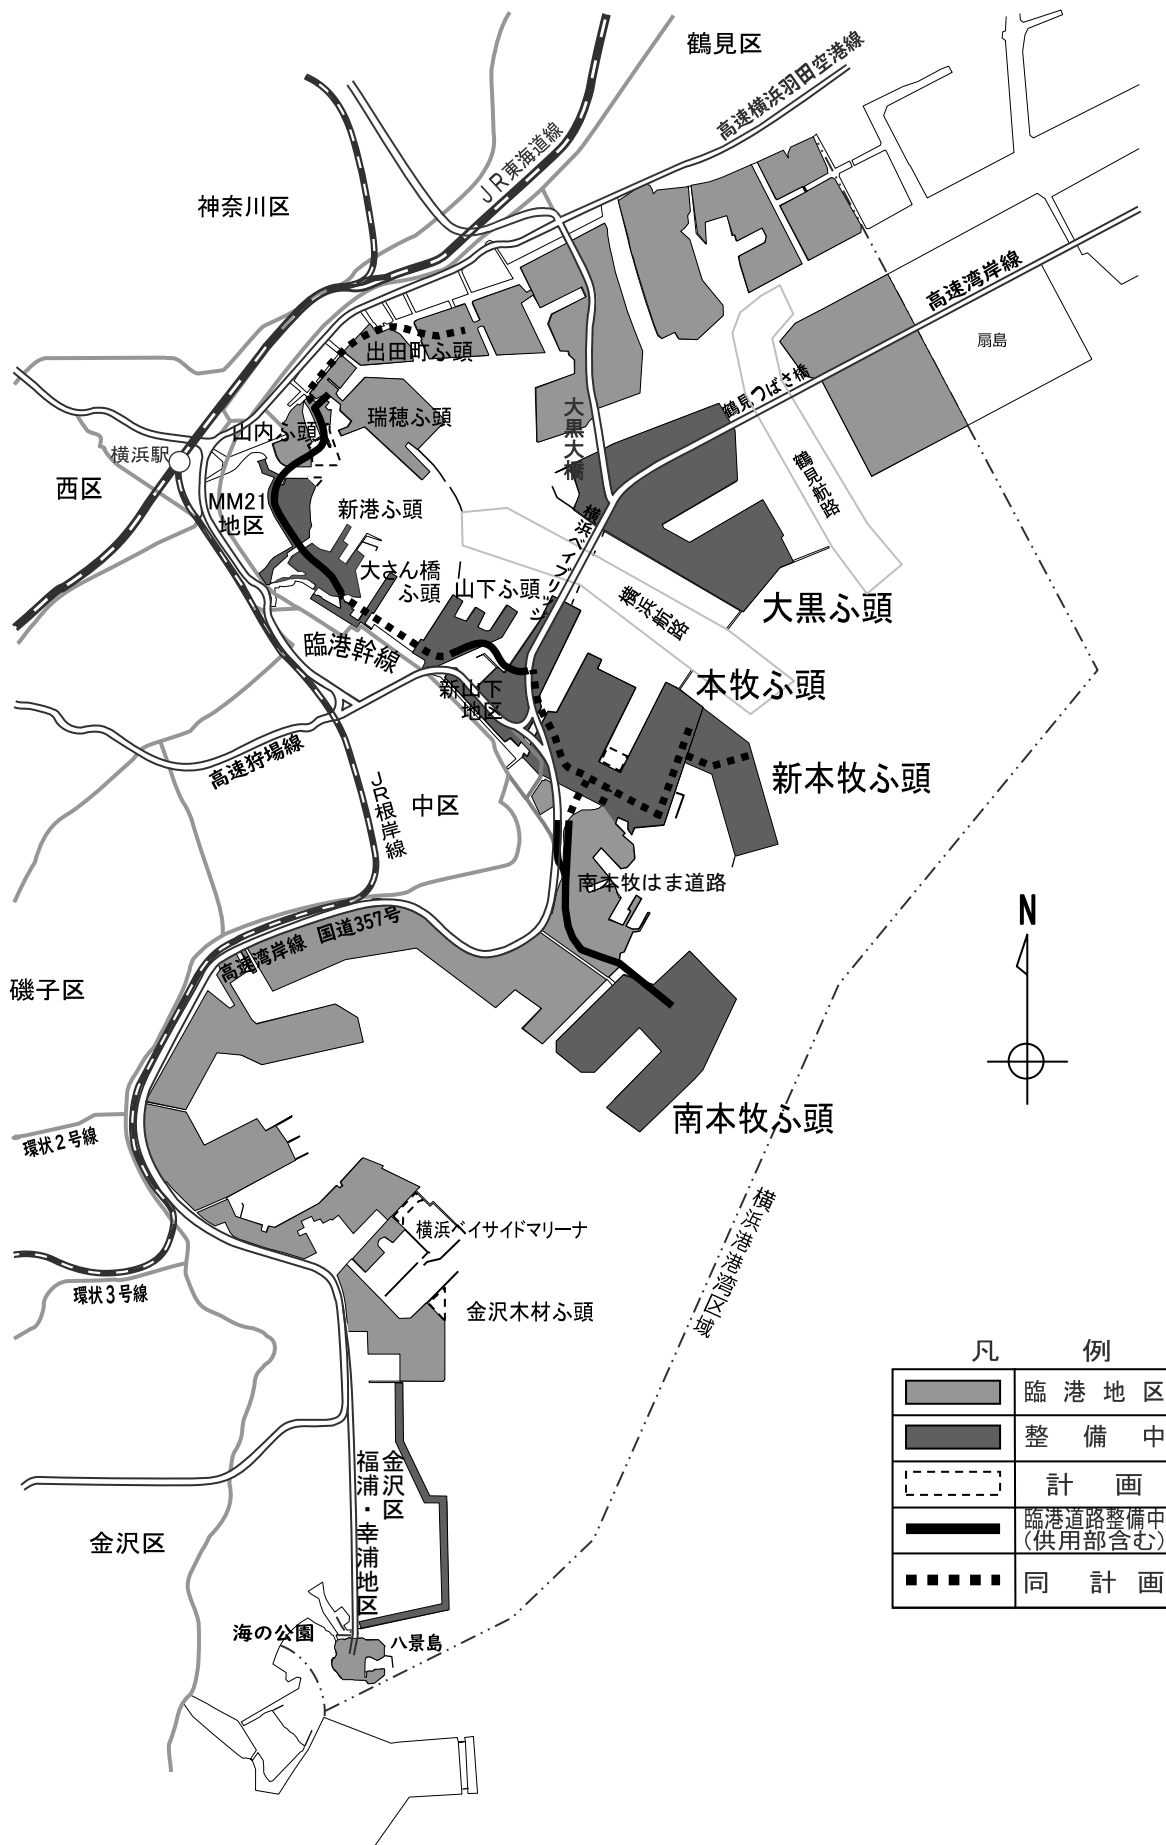 鶴見区
高速横浜羽田空港線
JR東海道線
神奈川区
高速湾岸線
扇島
出田町ふ頭
鶴見つばさ橋
大黒大橋
瑞穂ふ頭
山内ふ頭
横浜駅
鶴見航路
西区
MM21
地区
新港ふ頭
横浜ベイブリッジ
大さん橋
ふ頭
山下ふ頭
横浜航路
大黒ふ頭
臨港幹線
本牧ふ頭
新山下
地区
高速狩場線
JR根岸線
中区
新本牧ふ頭
南本牧はま道路
N
高速湾岸線 国道357号
磯子区
南本牧ふ頭
環状2号線
横浜港港湾区域
横浜ベイサイドマリーナ
環状3号線
金沢木材ふ頭
凡例
臨港地区
整備中
計画
臨港道路整備中
(供用部含む)
同計画
金沢区
福浦・幸浦地区
金沢区
海の公園
八景島